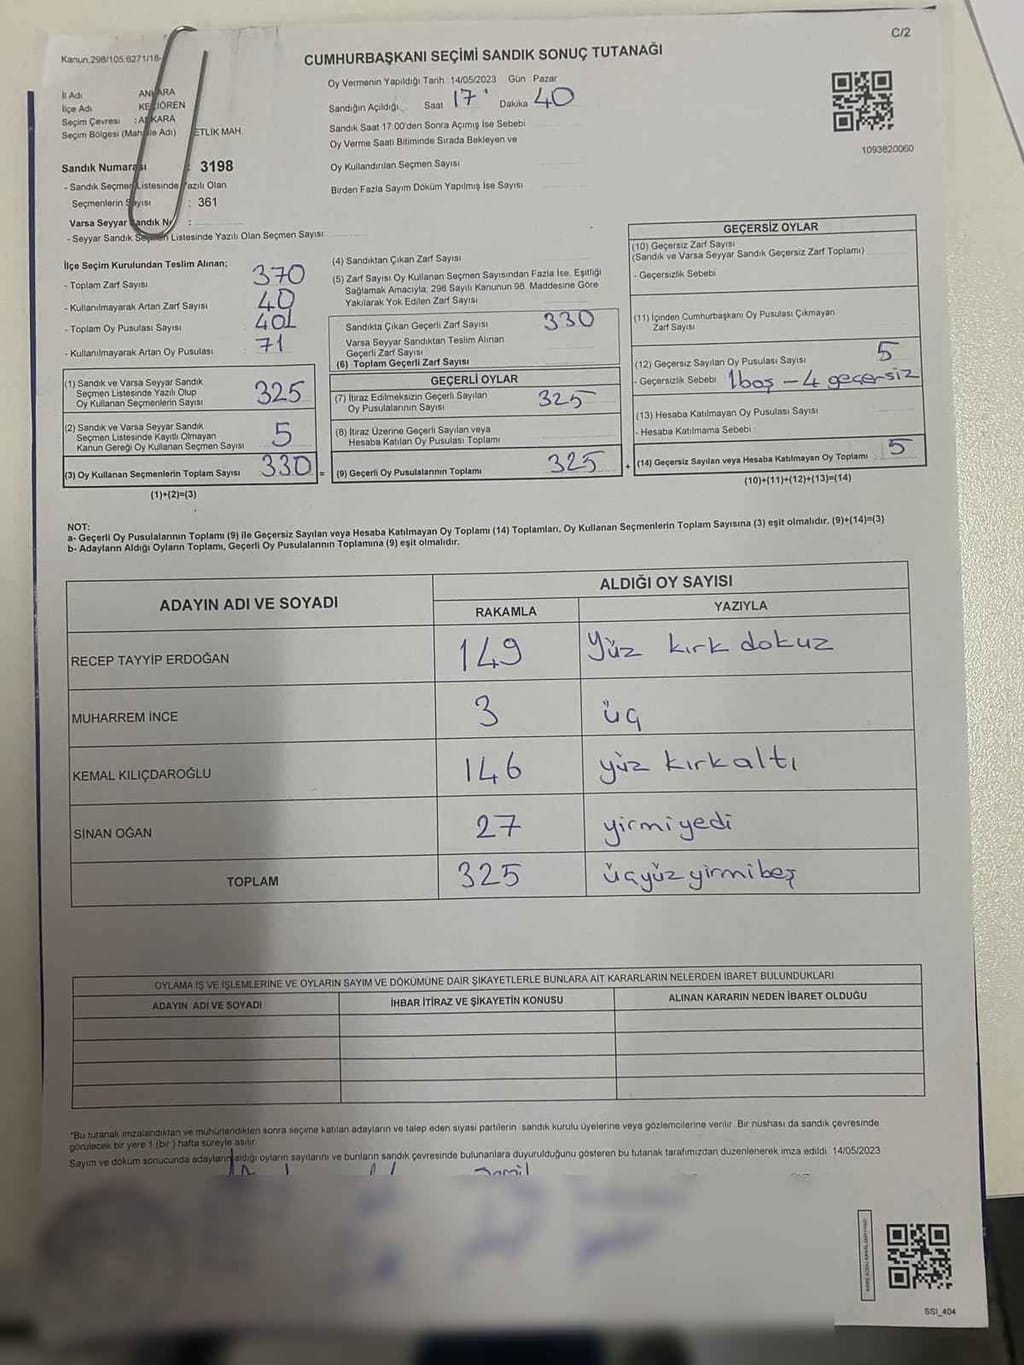 C/2
Kanun 298/105,6271/18-
CUMHURBAŞKANI SEÇİMİ SANDIK SONUÇ TUTANAĞI
Oy Vermenin Yapıldığı Tarih 14/05/2023 Gün Pazar
Sandığın Açıldığı Saat 17 Dakika 40
Sandık Saat 17:00'den Sonra Açımış İse Sebebi
Oy Verme Saati Bitiminde Sırada Bekleyen ve
Oy Kullandırılan Seçmen Sayısı
Birden Fazla Sayım Döküm Yapılmış İse Sayısı
1093820060
İl Adı ANKARA
İlçe Adı KEÇİÖREN
Seçim Çevresi : ANKARA
Seçim Bölgesi (Mahalle Adı) ETLİK MAH.
Sandık Numarası : 3198
- Sandık Seçmen Listesinde Yazılı Olan
Seçmenlerin Sayısı : 361
Varsa Seyyar Sandık No :
- Seyyar Sandık Seçmen Listesinde Yazılı Olan Seçmen Sayısı
İlçe Seçim Kurulundan Teslim Alınan;
- Toplam Zarf Sayısı 370
- Kullanılmayarak Artan Zarf Sayısı 40
- Toplam Oy Pusulası Sayısı 401
- Kullanılmayarak Artan Oy Pusulası 71
(1) Sandık ve Varsa Seyyar Sandık
Seçmen Listesinde Yazılı Olup
Oy Kullanan Seçmenlerin Sayısı 325
(2) Sandık ve Varsa Seyyar Sandık
Seçmen Listesinde Kayıtlı Olmayan
Kanun Gereği Oy Kullanan Seçmen Sayısı 5
(3) Oy Kullanan Seçmenlerin Toplam Sayısı 330 =
(1)+(2)=(3)
(4) Sandıktan Çıkan Zarf Sayısı
(5) Zarf Sayısı Oy Kullanan Seçmen Sayısından Fazla İse, Eşitliği
Sağlamak Amacıyla; 298 Sayılı Kanunun 98. Maddesine Göre
Yakılarak Yok Edilen Zarf Sayısı
Sandıkta Çıkan Geçerli Zarf Sayısı 330
Varsa Seyyar Sandıktan Teslim Alınan
Geçerli Zarf Sayısı
(6) Toplam Geçerli Zarf Sayısı
GEÇERLİ OYLAR
(7) İtiraz Edilmeksizin Geçerli Sayılan
Oy Pusulalarının Sayısı 325
(8) İtiraz Üzerine Geçerli Sayılan veya
Hesaba Katılan Oy Pusulası Toplamı
(9) Geçerli Oy Pusulalarının Toplamı 325 +
GEÇERSİZ OYLAR
(10) Geçersiz Zarf Sayısı
(Sandık ve Varsa Seyyar Sandık Geçersiz Zarf Toplamı)
- Geçersizlik Sebebi
(11) İçinden Cumhurbaşkanı Oy Pusulası Çıkmayan
Zarf Sayısı
(12) Geçersiz Sayılan Oy Pusulası Sayısı 5
- Geçersizlik Sebebi 1 boş - 4 geçersiz
(13) Hesaba Katılmayan Oy Pusulası Sayısı
- Hesaba Katılmama Sebebi
(14) Geçersiz Sayılan veya Hesaba Katılmayan Oy Toplamı 5
(10)+(11)+(12)+(13)=(14)
NOT:
a- Geçerli Oy Pusulalarının Toplamı (9) ile Geçersiz Sayılan veya Hesaba Katılmayan Oy Toplamı (14) Toplamları, Oy Kullanan Seçmenlerin Toplam Sayısına (3) eşit olmalıdır. (9)+(14)=(3)
b- Adayların Aldığı Oyların Toplamı, Geçerli Oy Pusulalarının Toplamına (9) eşit olmalıdır.
ADAYIN ADI VE SOYADI
ALDIĞI OY SAYISI
RAKAMLA YAZIYLA
RECEP TAYYİP ERDOĞAN 149 Yüz kırk dokuz
MUHARREM İNCE 3 üç
KEMAL KILIÇDAROĞLU 146 yüz kırkaltı
SİNAN OĞAN 27 yirmiyedi
TOPLAM 325 üçyüzyirmibeş
OYLAMA İŞ VE İŞLEMLERİNE VE OYLARIN SAYIM VE DÖKÜMÜNE DAİR ŞİKAYETLERLE BUNLARA AİT KARARLARIN NELERDEN İBARET BULUNDUKLARI
ADAYIN ADI VE SOYADI İHBAR İTİRAZ VE ŞİKAYETİN KONUSU ALINAN KARARIN NEDEN İBARET OLDUĞU
*Bu tutanak imzalandıktan ve mühürlendikten sonra seçime katılan adayların ve talep eden siyasi partilerin sandık kurulu üyelerine veya gözlemcilerine verilir. Bir nüshası da sandık çevresinde
görülecek bir yere 1 (bir) hafta süreyle asılır.
Sayım ve döküm sonucunda adayların aldığı oyların sayılarını ve bunların sandık çevresinde bulunanlara duyurulduğunu gösteren bu tutanak tarafımızdan düzenlenerek imza edildi. 14/05/2023
SSI_404